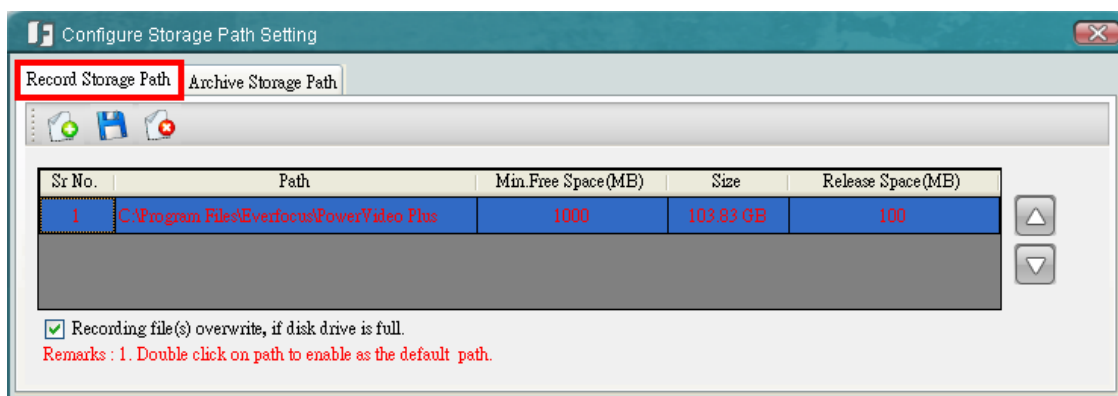 Configure Storage Path Setting
Record Storage Path Archive Storage Path
Sr No. Path Min.Free Space(MB) Size Release Space(MB)
1 C:\Program Files\Everfocus\PowerVideo Plus 1000 103.83 GB 100
Recording file(s) overwrite, if disk drive is full.
Remarks : 1. Double click on path to enable as the default path.